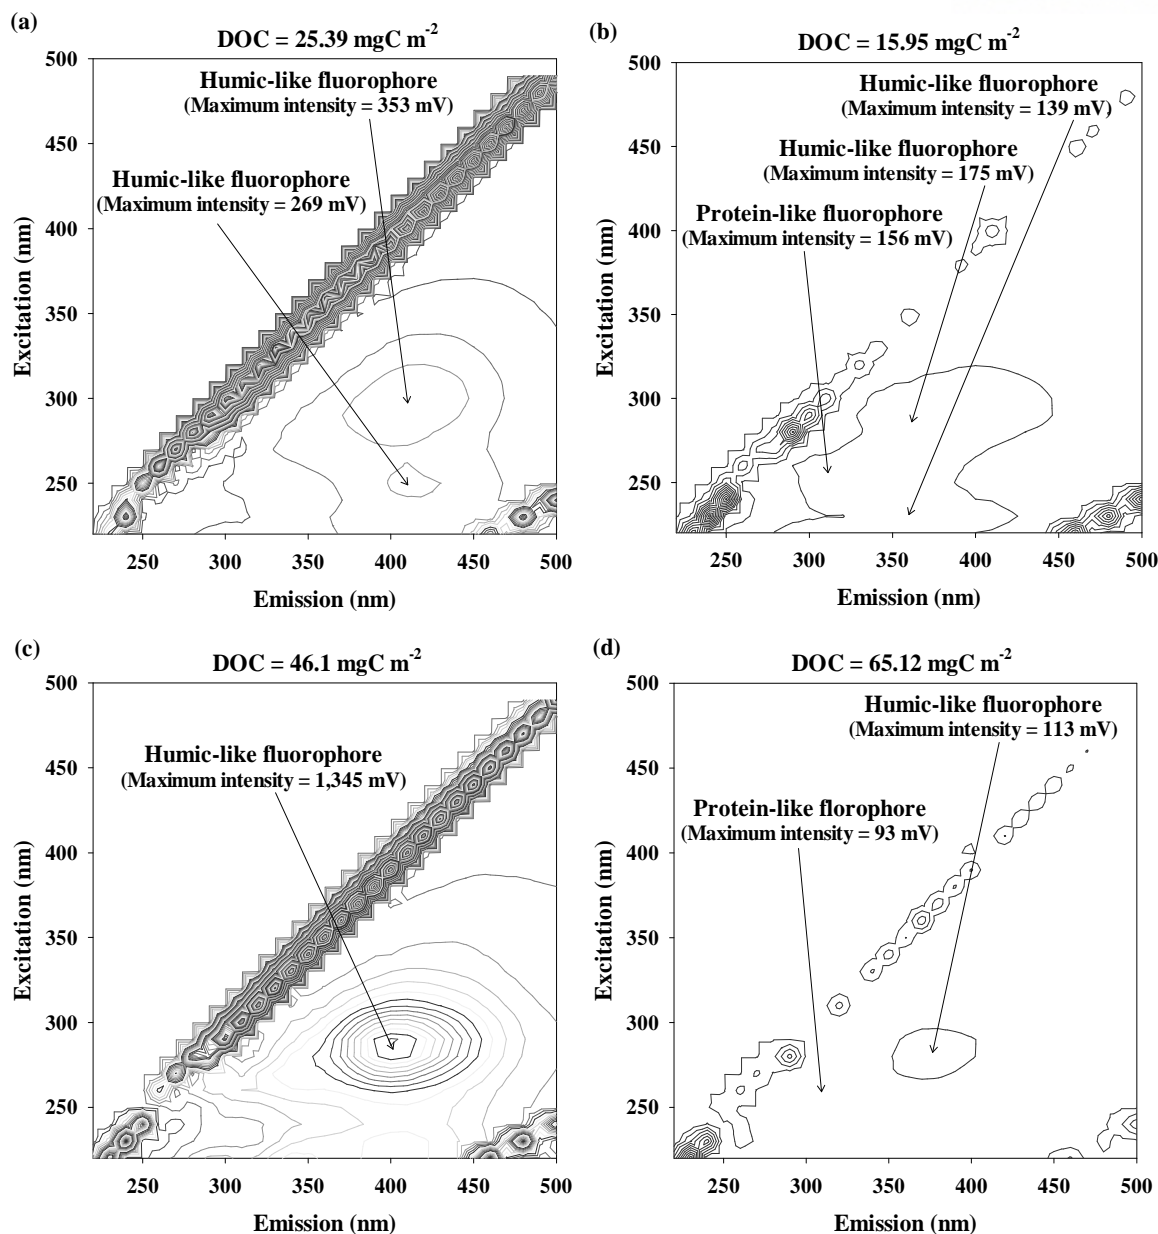 (a)
DOC = 25.39 mgC m-2
Humic-like fluorophore
(Maximum intensity = 353 mV)
Humic-like fluorophore
(Maximum intensity = 269 mV)
500
450
400
350
300
250
Excitation (nm)
250 300 350 400 450 500
Emission (nm)
(b)
DOC = 15.95 mgC m-2
Humic-like fluorophore
(Maximum intensity = 139 mV)
Humic-like fluorophore
(Maximum intensity = 175 mV)
Protein-like fluorophore
(Maximum intensity = 156 mV)
500
450
400
350
300
250
Excitation (nm)
250 300 350 400 450 500
Emission (nm)
(c)
DOC = 46.1 mgC m-2
Humic-like fluorophore
(Maximum intensity = 1,345 mV)
500
450
400
350
300
250
Excitation (nm)
250 300 350 400 450 500
Emission (nm)
(d)
DOC = 65.12 mgC m-2
Humic-like fluorophore
(Maximum intensity = 113 mV)
Protein-like florophore
(Maximum intensity = 93 mV)
500
450
400
350
300
250
Excitation (nm)
250 300 350 400 450 500
Emission (nm)